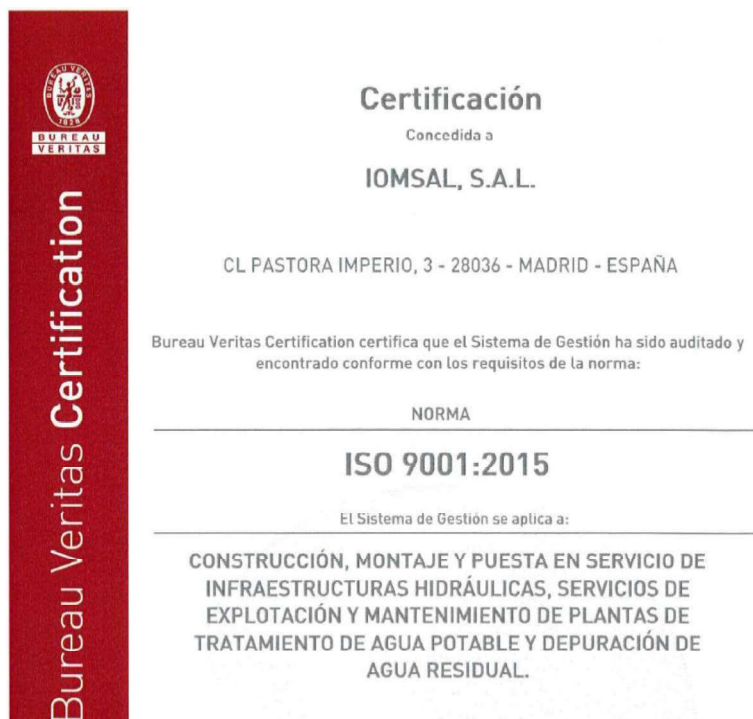 BUREAU VERITAS
1828
BUREAU
VERITAS
Bureau Veritas Certification
Certificación
Concedida a
IOMSAL, S.A.L.
CL PASTORA IMPERIO, 3 - 28036 - MADRID - ESPAÑA
Bureau Veritas Certification certifica que el Sistema de Gestión ha sido auditado y
encontrado conforme con los requisitos de la norma:
NORMA
ISO 9001:2015
El Sistema de Gestión se aplica a:
CONSTRUCCIÓN, MONTAJE Y PUESTA EN SERVICIO DE
INFRAESTRUCTURAS HIDRÁULICAS, SERVICIOS DE
EXPLOTACIÓN Y MANTENIMIENTO DE PLANTAS DE
TRATAMIENTO DE AGUA POTABLE Y DEPURACIÓN DE
AGUA RESIDUAL.